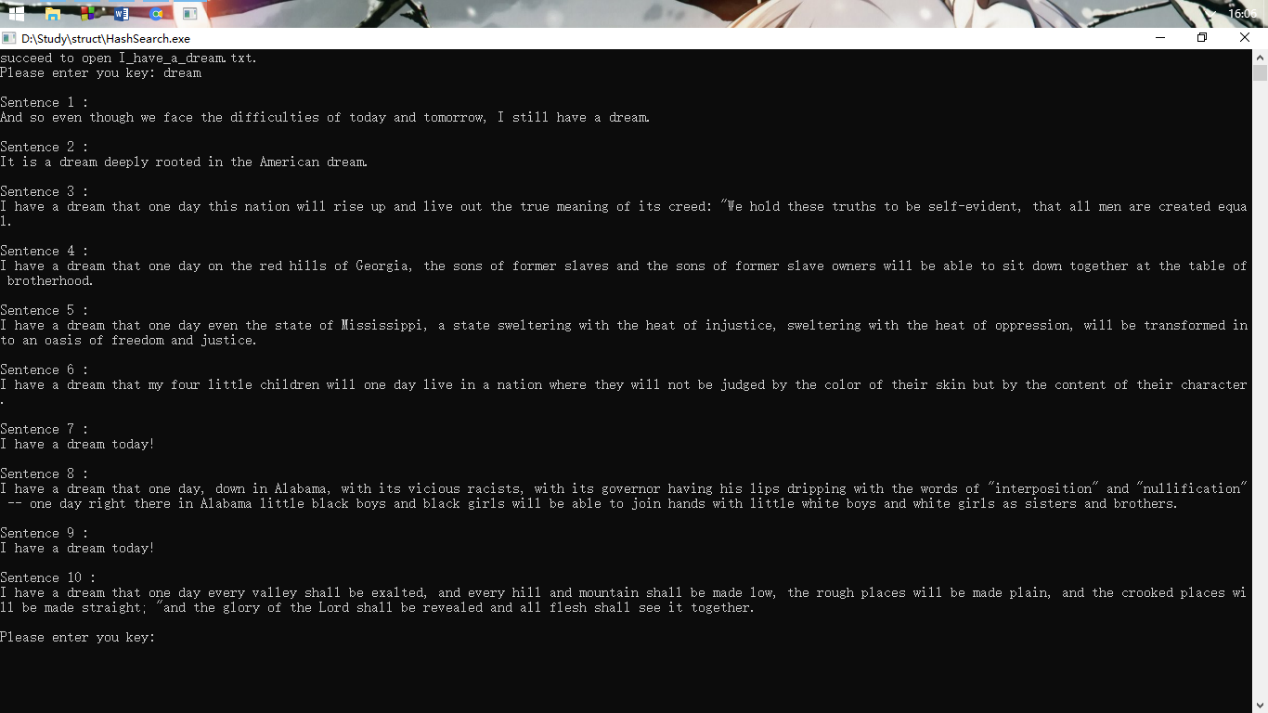 16:06
D:\Study\struct\HashSearch.exe
succeed to open I_have_a_dream.txt.
Please enter you key: dream
Sentence 1 :
And so even though we face the difficulties of today and tomorrow, I still have a dream.
Sentence 2 :
It is a dream deeply rooted in the American dream.
Sentence 3 :
I have a dream that one day this nation will rise up and live out the true meaning of its creed: "We hold these truths to be self-evident, that all men are created equa
l.
Sentence 4 :
I have a dream that one day on the red hills of Georgia, the sons of former slaves and the sons of former slave owners will be able to sit down together at the table of
brotherhood.
Sentence 5 :
I have a dream that one day even the state of Mississippi, a state sweltering with the heat of injustice, sweltering with the heat of oppression, will be transformed in
to an oasis of freedom and justice.
Sentence 6 :
I have a dream that my four little children will one day live in a nation where they will not be judged by the color of their skin but by the content of their character
.
Sentence 7 :
I have a dream today!
Sentence 8 :
I have a dream that one day, down in Alabama, with its vicious racists, with its governor having his lips dripping with the words of "interposition" and "nullification"
-- one day right there in Alabama little black boys and black girls will be able to join hands with little white boys and white girls as sisters and brothers.
Sentence 9 :
I have a dream today!
Sentence 10 :
I have a dream that one day every valley shall be exalted, and every hill and mountain shall be made low, the rough places will be made plain, and the crooked places wi
ll be made straight; "and the glory of the Lord shall be revealed and all flesh shall see it together.
Please enter you key: